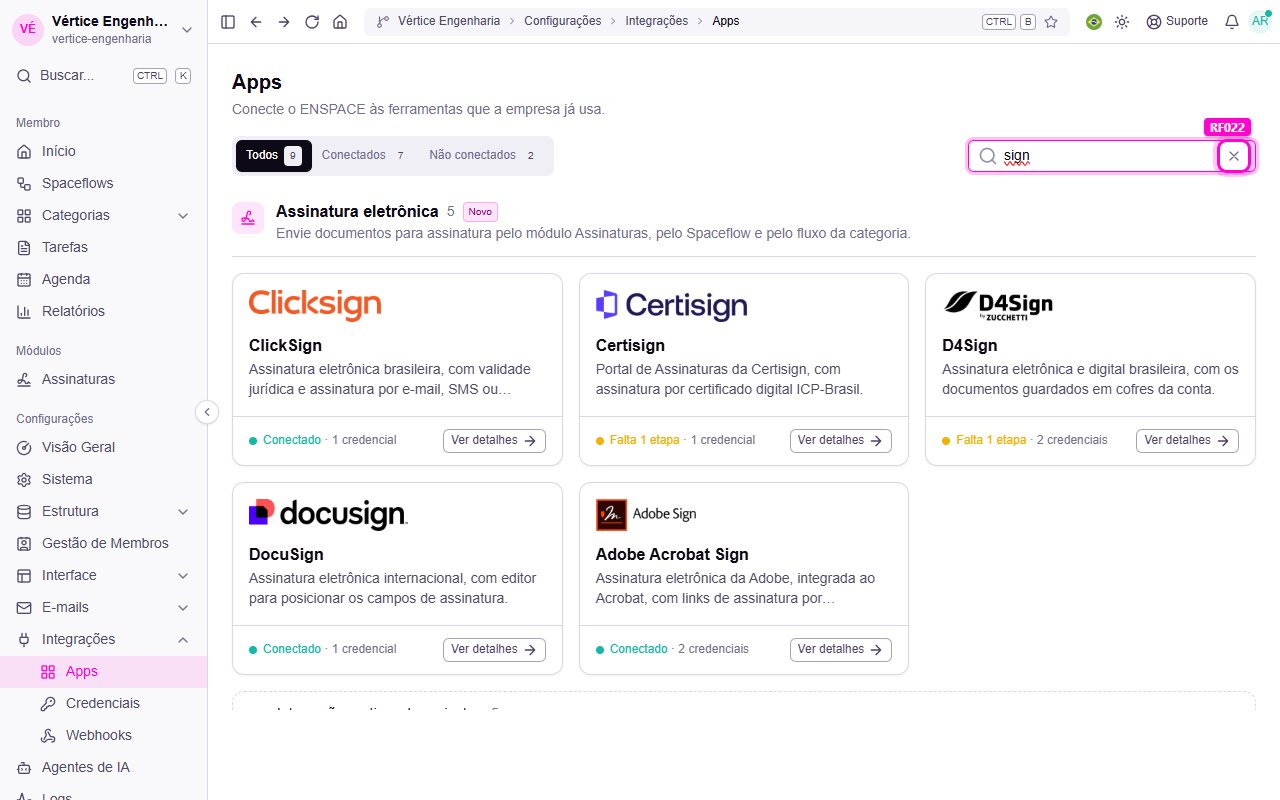 VÉ
Vértice Engenh...
vertice-engenharia
Buscar...
CTRL K
Membro
Início
Spaceflows
Categorias
Tarefas
Agenda
Relatórios
Módulos
Assinaturas
Configurações
Visão Geral
Sistema
Estrutura
Gestão de Membros
Interface
E-mails
Integrações
Apps
Credenciais
Webhooks
Agentes de IA
Logs
Vértice Engenharia > Configurações > Integrações > Apps
CTRL B
Suporte
AR
Apps
Conecte o ENSPACE às ferramentas que a empresa já usa.
Todos 9 Conectados 7 Não conectados 2
RF022
sign
Assinatura eletrônica 5 Novo
Envie documentos para assinatura pelo módulo Assinaturas, pelo Spaceflow e pelo fluxo da categoria.
Clicksign
ClickSign
Assinatura eletrônica brasileira, com validade
jurídica e assinatura por e-mail, SMS ou...
Conectado · 1 credencial
Ver detalhes
Certisign
Certisign
Portal de Assinaturas da Certisign, com
assinatura por certificado digital ICP-Brasil.
Falta 1 etapa · 1 credencial
Ver detalhes
D4Sign
by ZUCCHETTI
D4Sign
Assinatura eletrônica e digital brasileira, com os
documentos guardados em cofres da conta.
Falta 1 etapa · 2 credenciais
Ver detalhes
docusign
DocuSign
Assinatura eletrônica internacional, com editor
para posicionar os campos de assinatura.
Conectado · 1 credencial
Ver detalhes
Adobe Sign
Adobe Acrobat Sign
Assinatura eletrônica da Adobe, integrada ao
Acrobat, com links de assinatura por...
Conectado · 2 credenciais
Ver detalhes